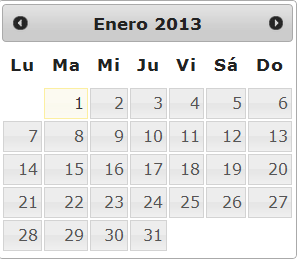 Enero 2013
Lu Ma Mi Ju Vi Sá Do
1 2 3 4 5 6
7 8 9 10 11 12 13
14 15 16 17 18 19 20
21 22 23 24 25 26 27
28 29 30 31